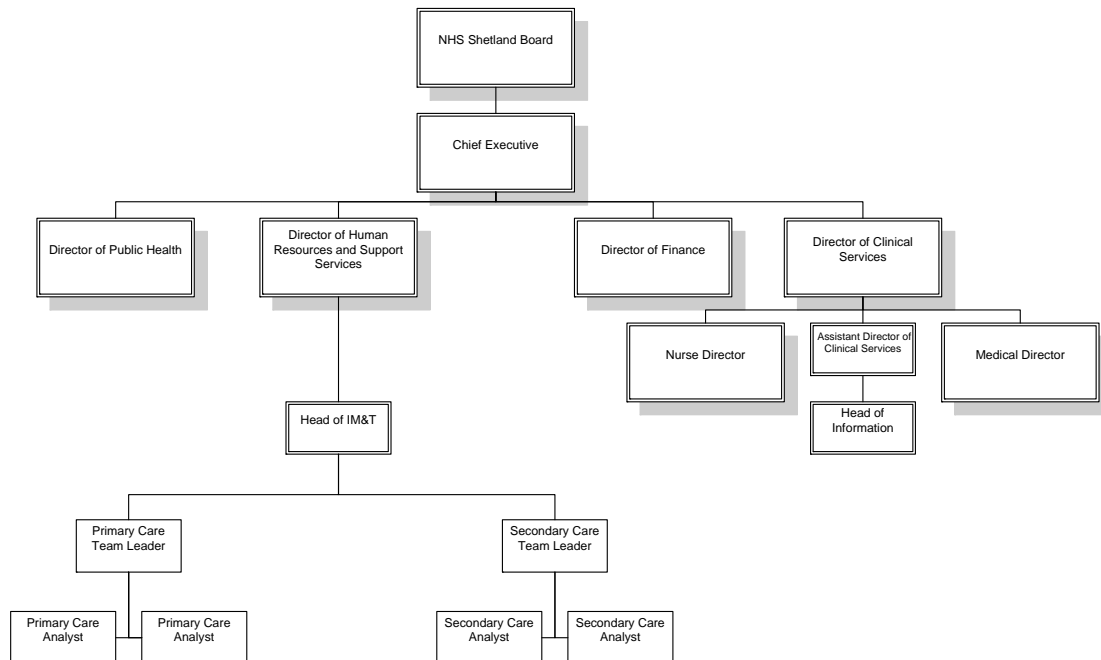 NHS Shetland Board
Chief Executive
Director of Public Health
Director of Human
Resources and Support
Services
Director of Finance
Director of Clinical
Services
Nurse Director
Assistant Director of
Clinical Services
Medical Director
Head of IM&T
Head of
Information
Primary Care
Team Leader
Secondary Care
Team Leader
Primary Care
Analyst
Primary Care
Analyst
Secondary Care
Analyst
Secondary Care
Analyst